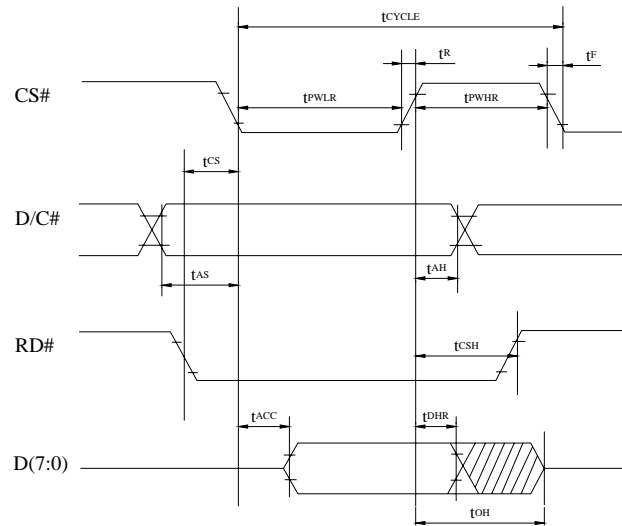 tCYCLE
tR
tF
CS#
tPWLR
tPWHR
tCS
D/C#
tAS
tAH
RD#
tCSH
tACC
tDHR
D(7:0)
tOH